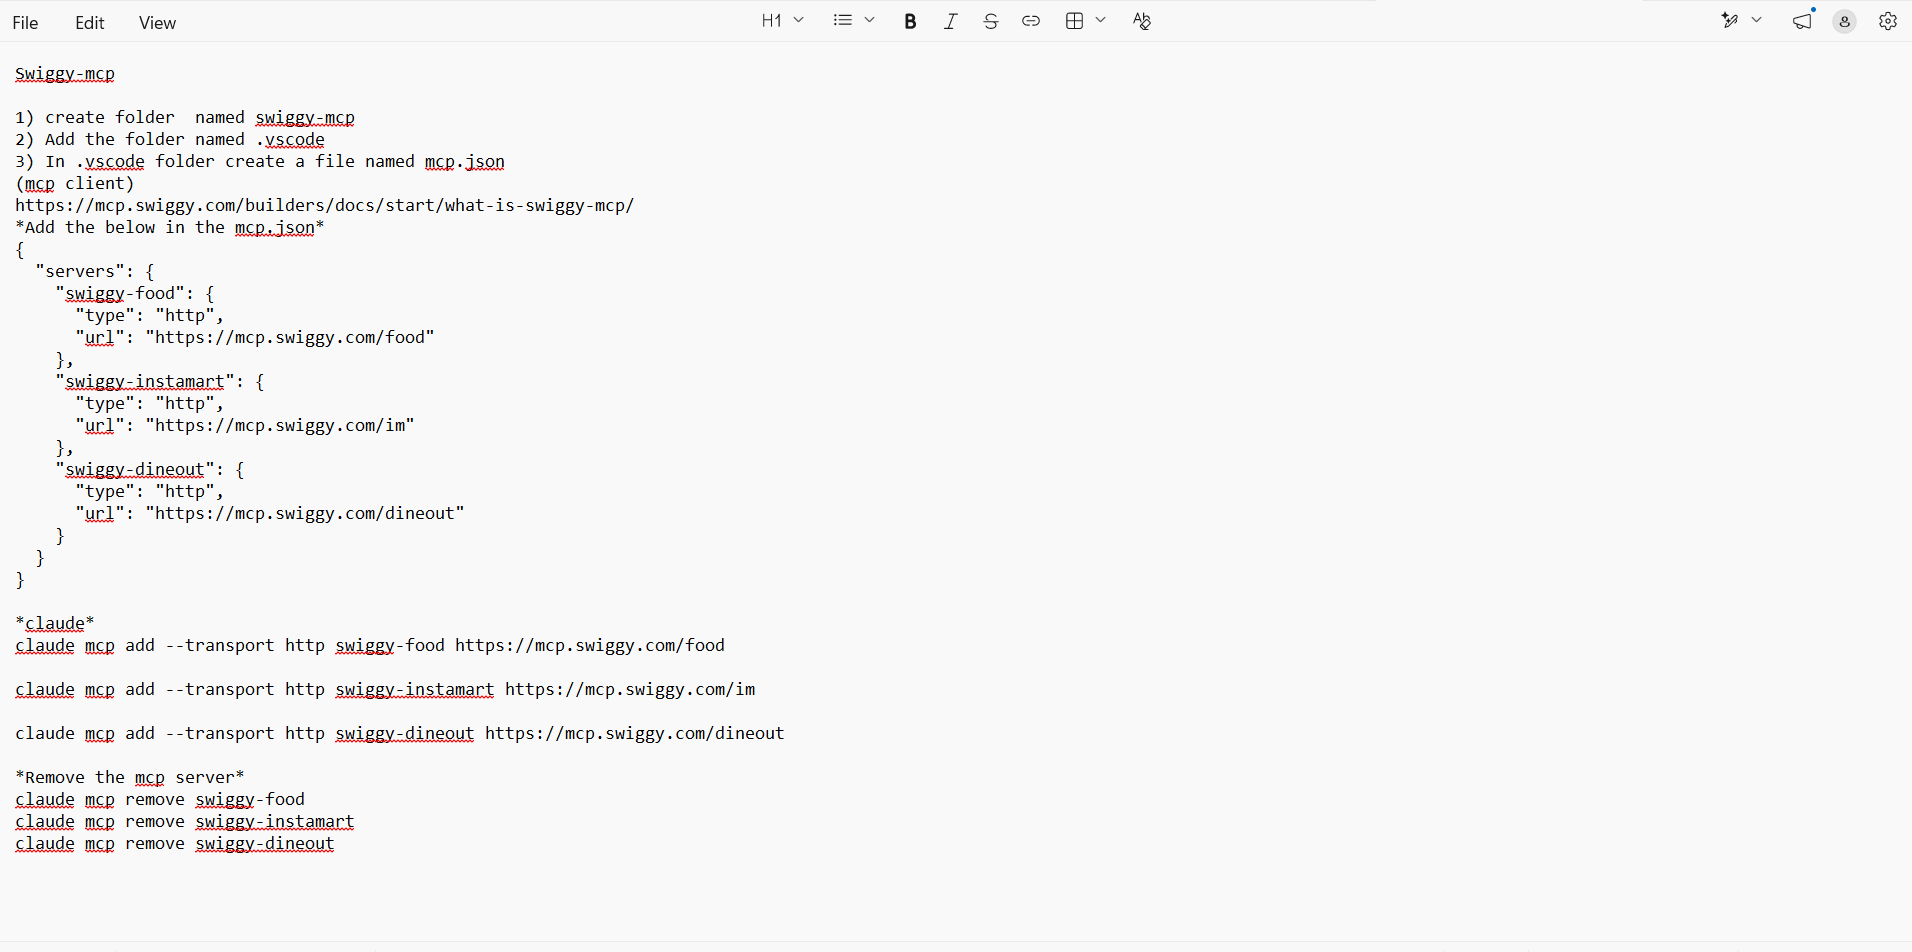 File Edit View H1 B I S
Swiggy-mcp
1) create folder  named swiggy-mcp
2) Add the folder named .vscode
3) In .vscode folder create a file named mcp.json
(mcp client)
https://mcp.swiggy.com/builders/docs/start/what-is-swiggy-mcp/
*Add the below in the mcp.json*
{
  "servers": {
    "swiggy-food": {
      "type": "http",
      "url": "https://mcp.swiggy.com/food"
    },
    "swiggy-instamart": {
      "type": "http",
      "url": "https://mcp.swiggy.com/im"
    },
    "swiggy-dineout": {
      "type": "http",
      "url": "https://mcp.swiggy.com/dineout"
    }
  }
}
*claude*
claude mcp add --transport http swiggy-food https://mcp.swiggy.com/food
claude mcp add --transport http swiggy-instamart https://mcp.swiggy.com/im
claude mcp add --transport http swiggy-dineout https://mcp.swiggy.com/dineout
*Remove the mcp server*
claude mcp remove swiggy-food
claude mcp remove swiggy-instamart
claude mcp remove swiggy-dineout